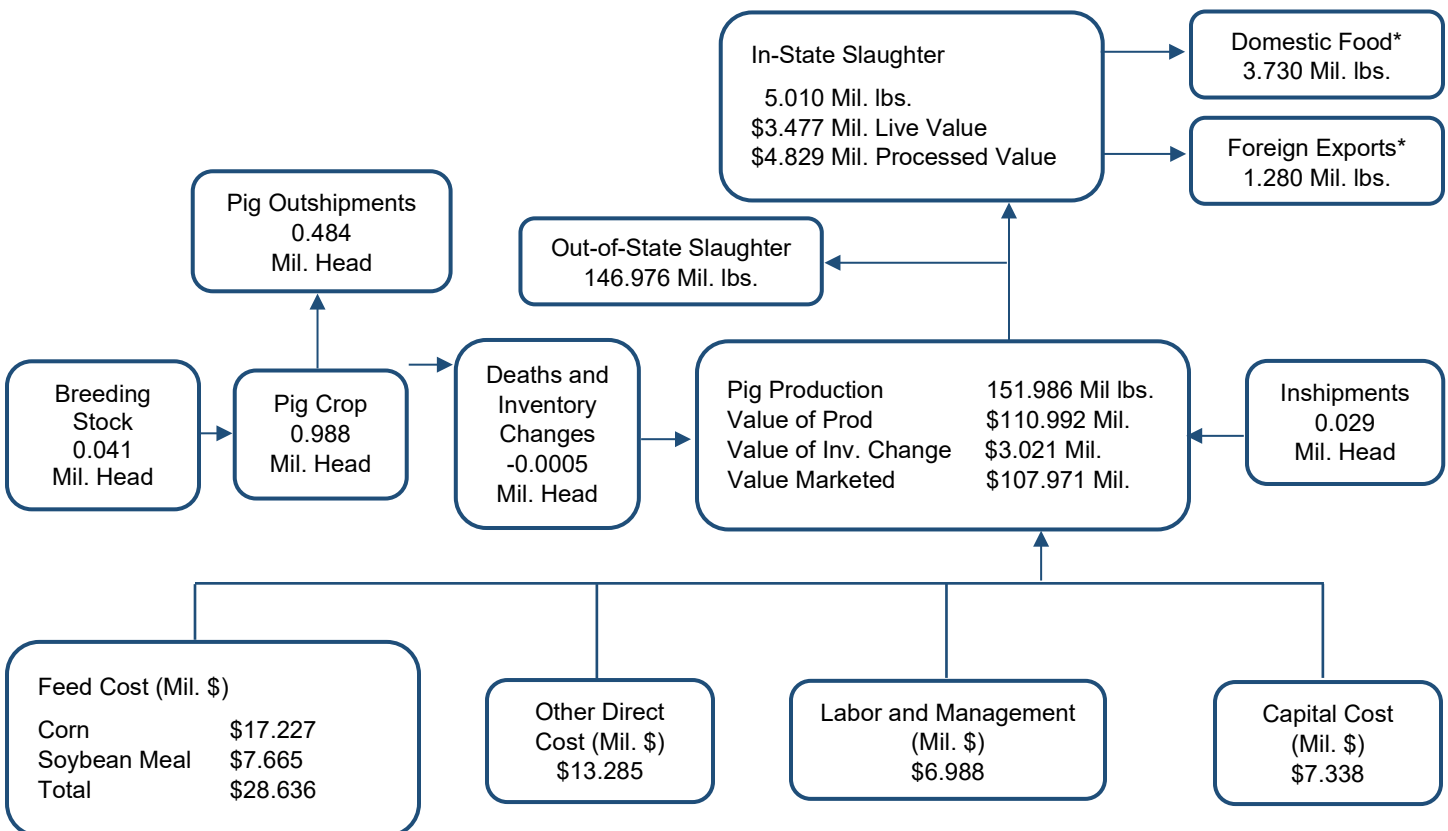 In-State Slaughter
5.010 Mil. lbs.
$3.477 Mil. Live Value
$4.829 Mil. Processed Value
Domestic Food*
3.730 Mil. lbs.
Foreign Exports*
1.280 Mil. lbs.
Pig Outshipments
0.484
Mil. Head
Out-of-State Slaughter
146.976 Mil. lbs.
Breeding
Stock
0.041
Mil. Head
Pig Crop
0.988
Mil. Head
Deaths and
Inventory
Changes
-0.0005
Mil. Head
Pig Production 151.986 Mil lbs.
Value of Prod $110.992 Mil.
Value of Inv. Change $3.021 Mil.
Value Marketed $107.971 Mil.
Inshipments
0.029
Mil. Head
Feed Cost (Mil. $)
Corn $17.227
Soybean Meal $7.665
Total $28.636
Other Direct
Cost (Mil. $)
$13.285
Labor and Management
(Mil. $)
$6.988
Capital Cost
(Mil. $)
$7.338